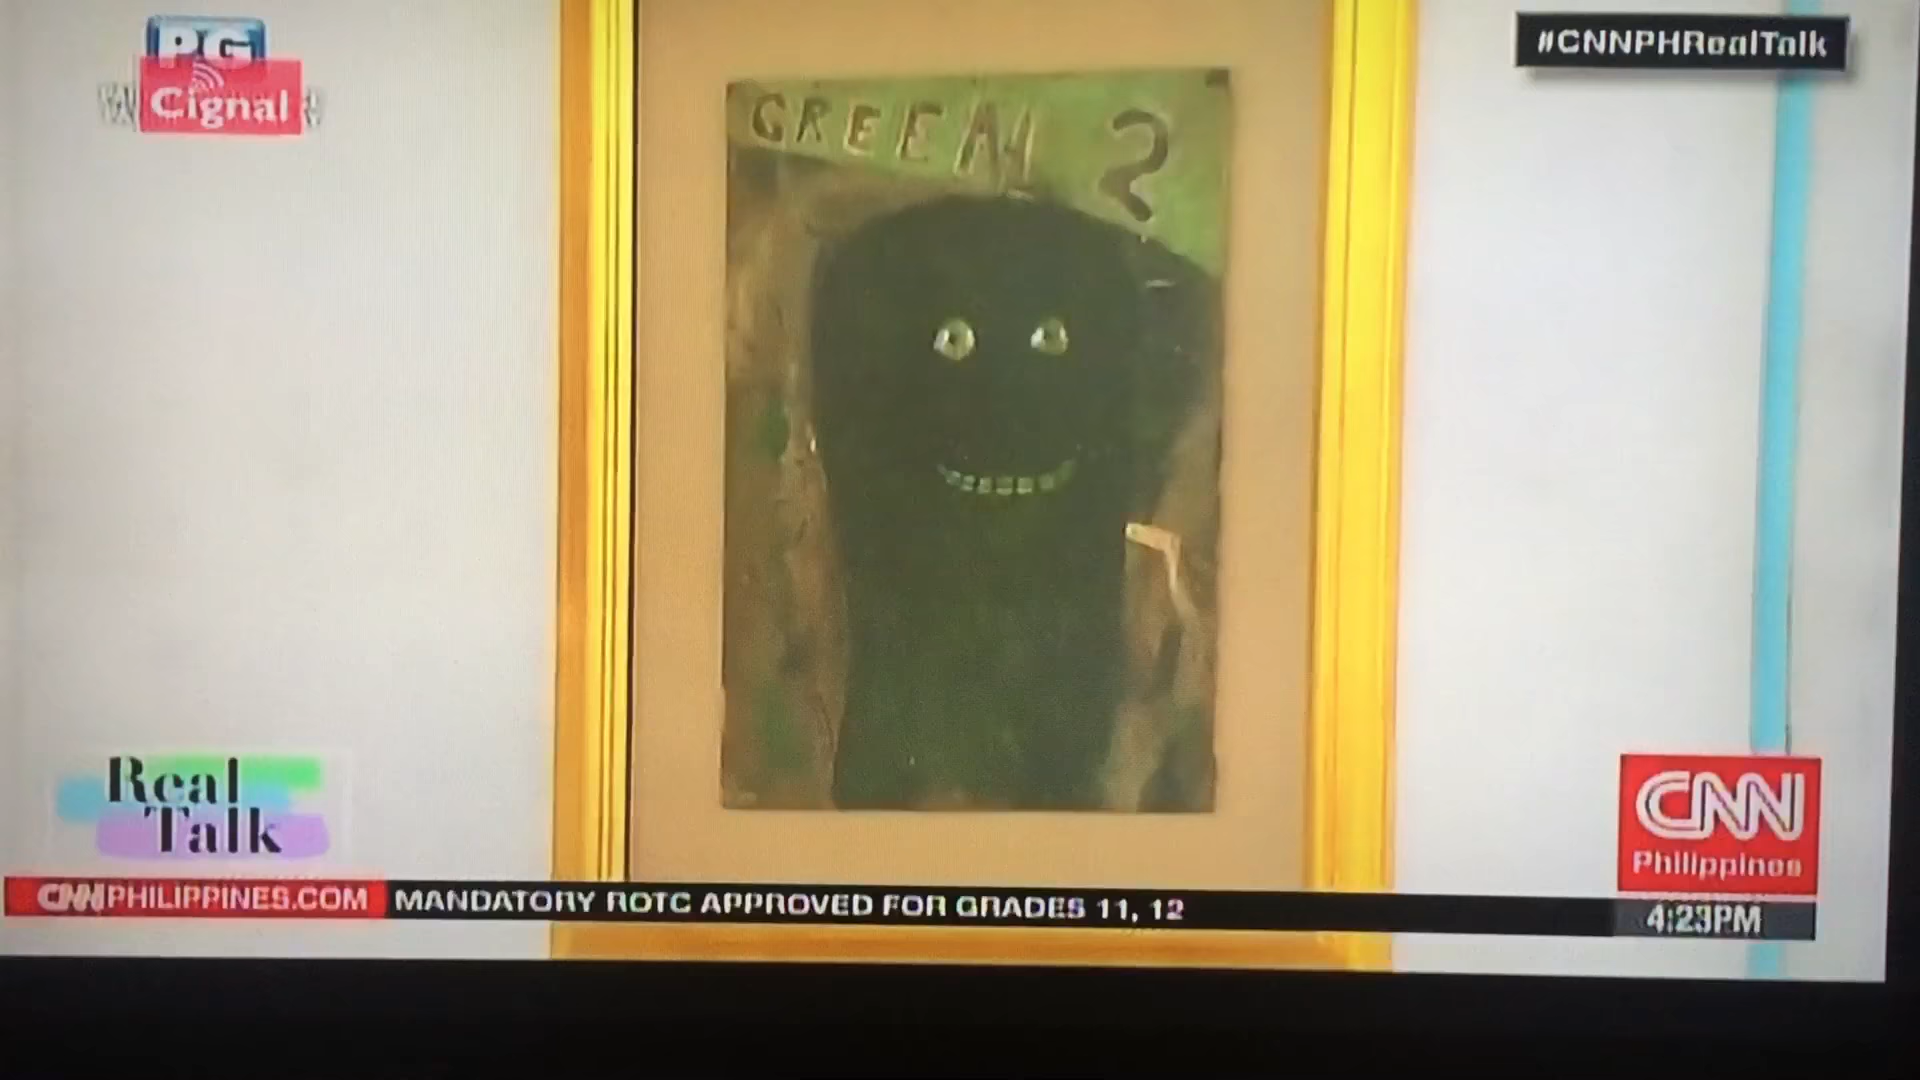 PG
Cignal
#CNNPHRealTalk
GREEN 2
Real
Talk
CNN
Philippines
CNNPHILIPPINES.COM
MANDATORY ROTC APPROVED FOR GRADES 11, 12
4:23PM